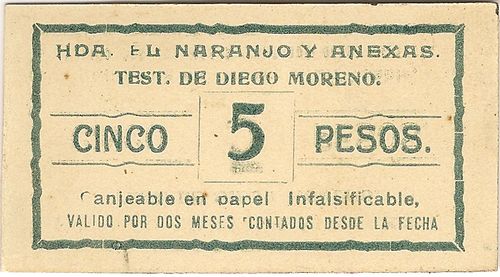 HDA. EL NARANJO Y ANEXAS.
TEST. DE DIEGO MORENO.
CINCO 5 PESOS.
Canjeable en papel Infalsificable,
VALIDO POR DOS MESES CONTADOS DESDE LA FECHA